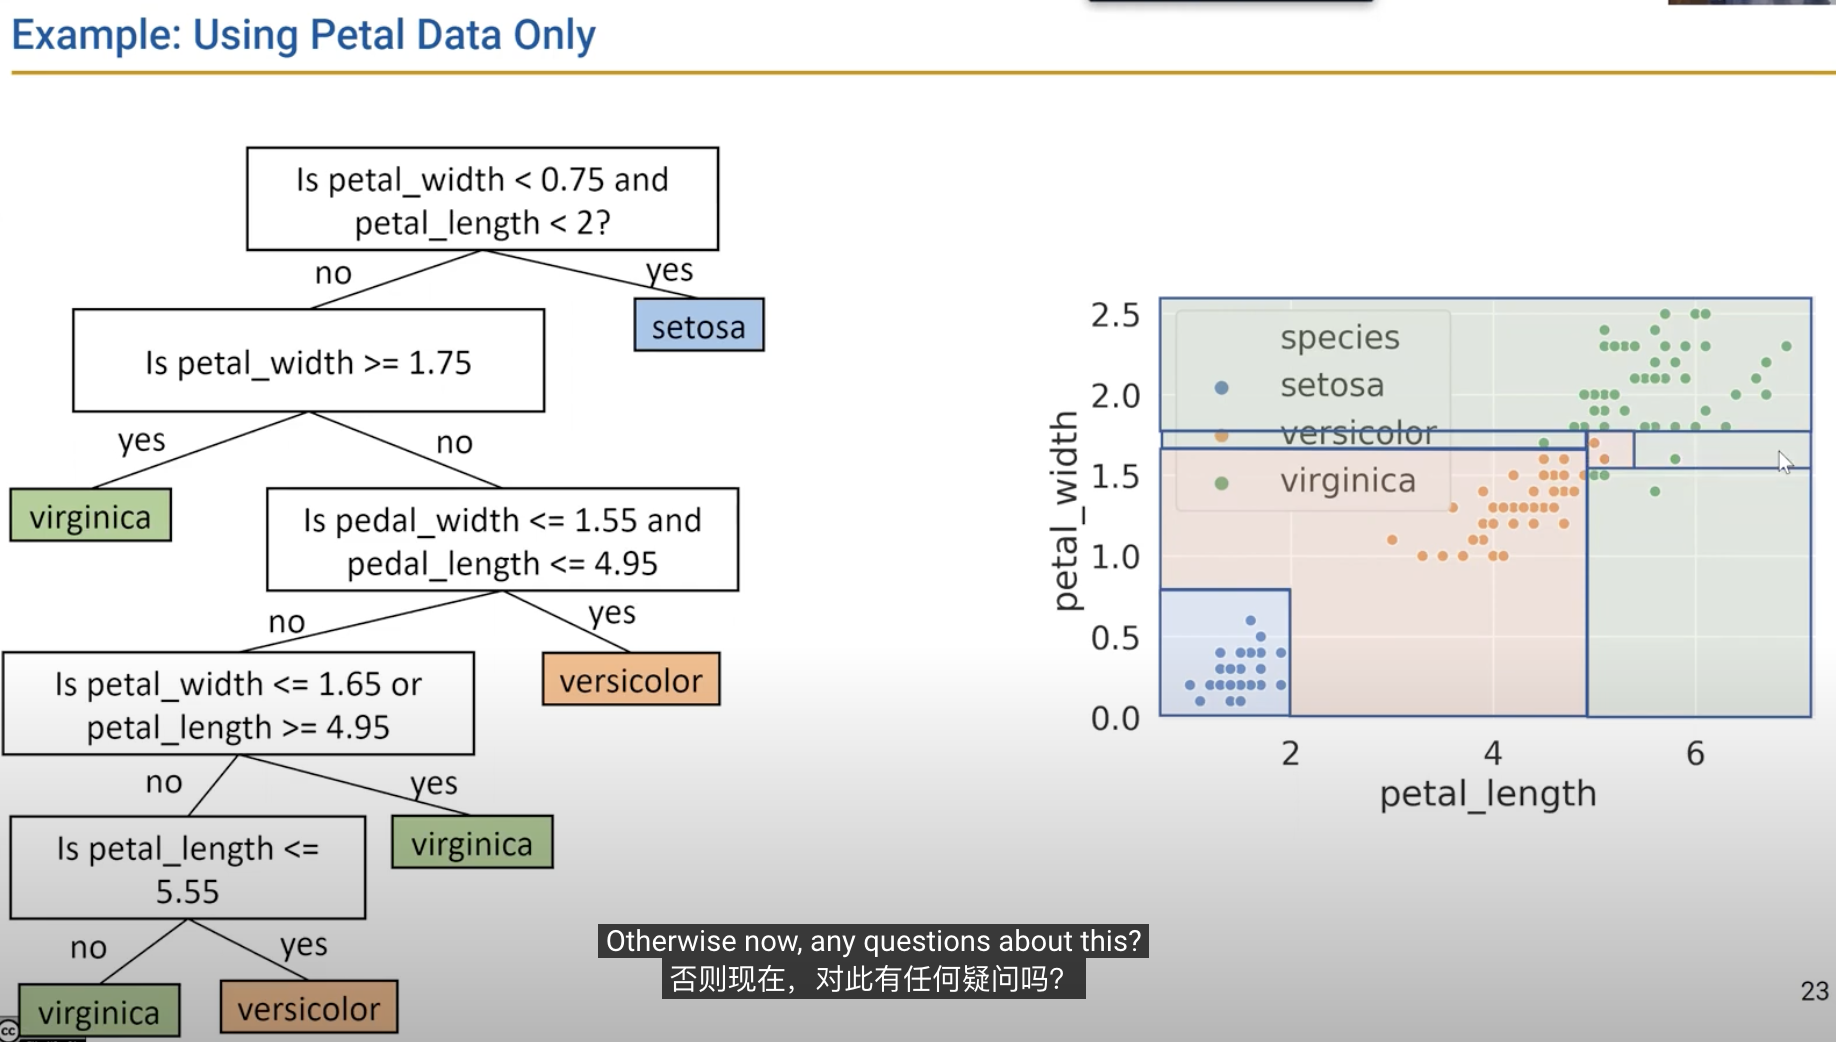 Example: Using Petal Data Only
Is petal_width < 0.75 and
petal_length < 2?
no
yes
setosa
Is petal_width >= 1.75
yes
no
virginica
Is pedal_width <= 1.55 and
pedal_length <= 4.95
no
yes
versicolor
Is petal_width <= 1.65 or
petal_length >= 4.95
no
yes
virginica
Is petal_length <=
5.55
no
yes
virginica
versicolor
2.5
2.0
1.5
1.0
0.5
0.0
petal_width
species
setosa
versicolor
virginica
2
4
6
petal_length
Otherwise now, any questions about this?
否则现在，对此有任何疑问吗？
23
cc